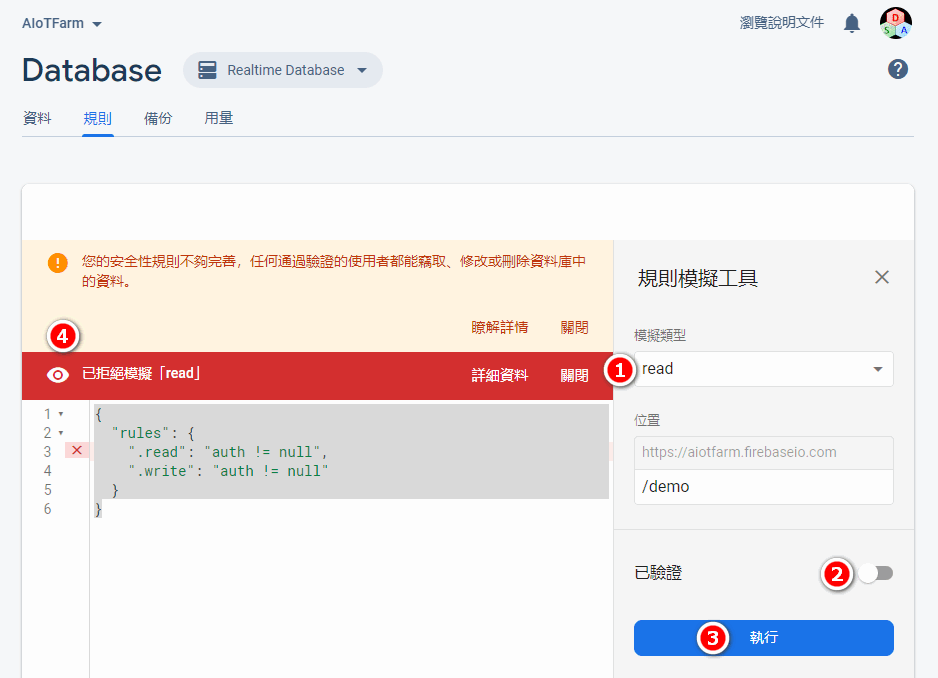 AIoTFarm
瀏覽說明文件
D
S
A
Database
Realtime Database
?
資料
規則
備份
用量
!
您的安全性規則不夠完善，任何通過驗證的使用者都能竊取、修改或刪除資料庫中
的資料。
瞭解詳情 關閉
4
已拒絕模擬「read」
詳細資料 關閉
1 {
2 "rules": {
3 ".read": "auth != null",
4 ".write": "auth != null"
5 }
6 }
規則模擬工具
模擬類型
1
read
位置
https://aiotfarm.firebaseio.com
/demo
已驗證
2
3
執行